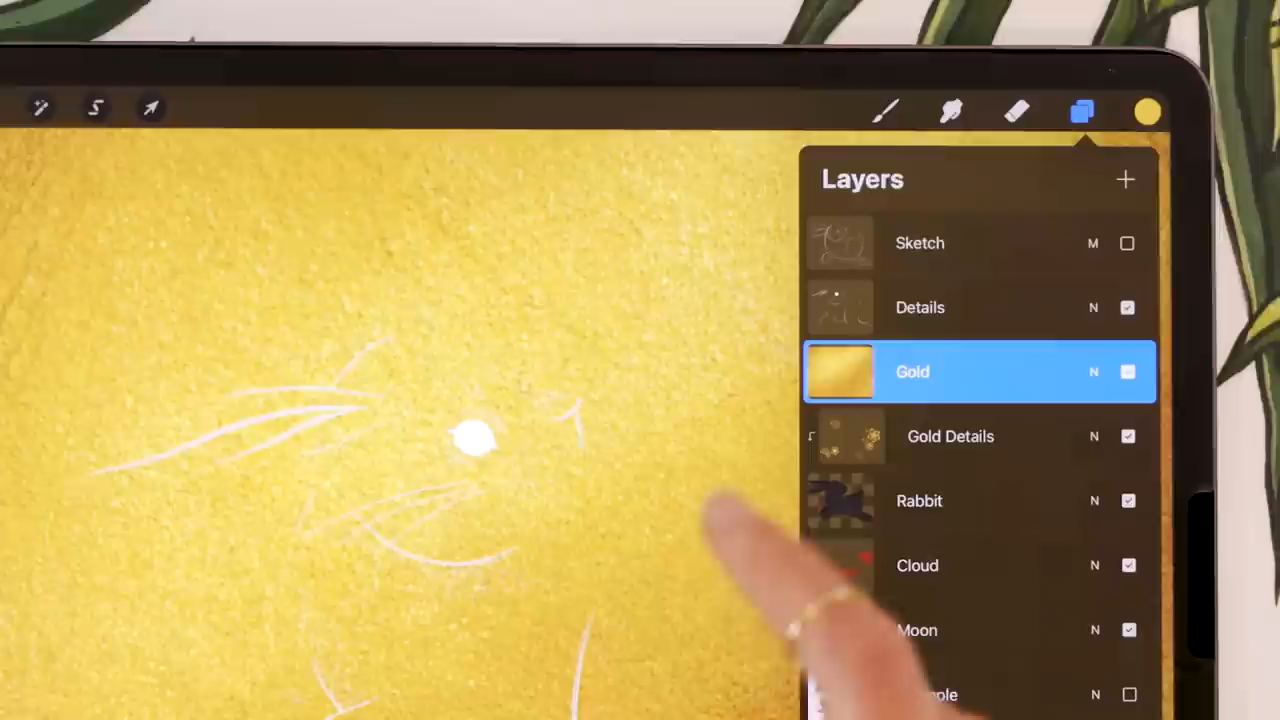 Layers
Sketch M
Details N
Gold N
Gold Details N
Rabbit N
Cloud N
Moon N
N